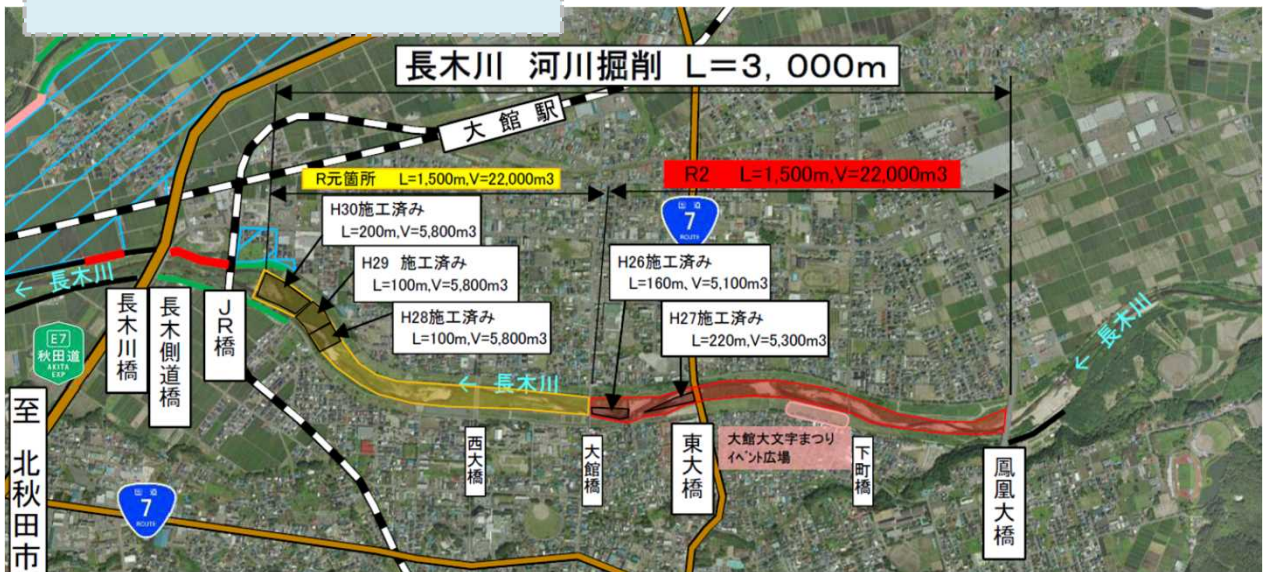 長木川 河川掘削 L=3,000m
大館駅
R元箇所 L=1,500m,V=22,000m3
R2 L=1,500m,V=22,000m3
H30施工済み
L=200m,V=5,800m3
国道
7
ROUTE
H29 施工済み
L=100m,V=5,800m3
H26施工済み
L=160m、V=5,100m3
H28施工済み
L=100m,V=5,800m3
H27施工済み
L=220m,V=5,300m3
← 長木川
長木川橋
長木側道橋
JR橋
E7
秋田道
AKITA
EXP
← 長木川
← 長木川
至 北秋田市
西大橋
大館橋
東大橋
大館大文字まつり
イベント広場
下町橋
鳳凰大橋
国道
7
ROUTE